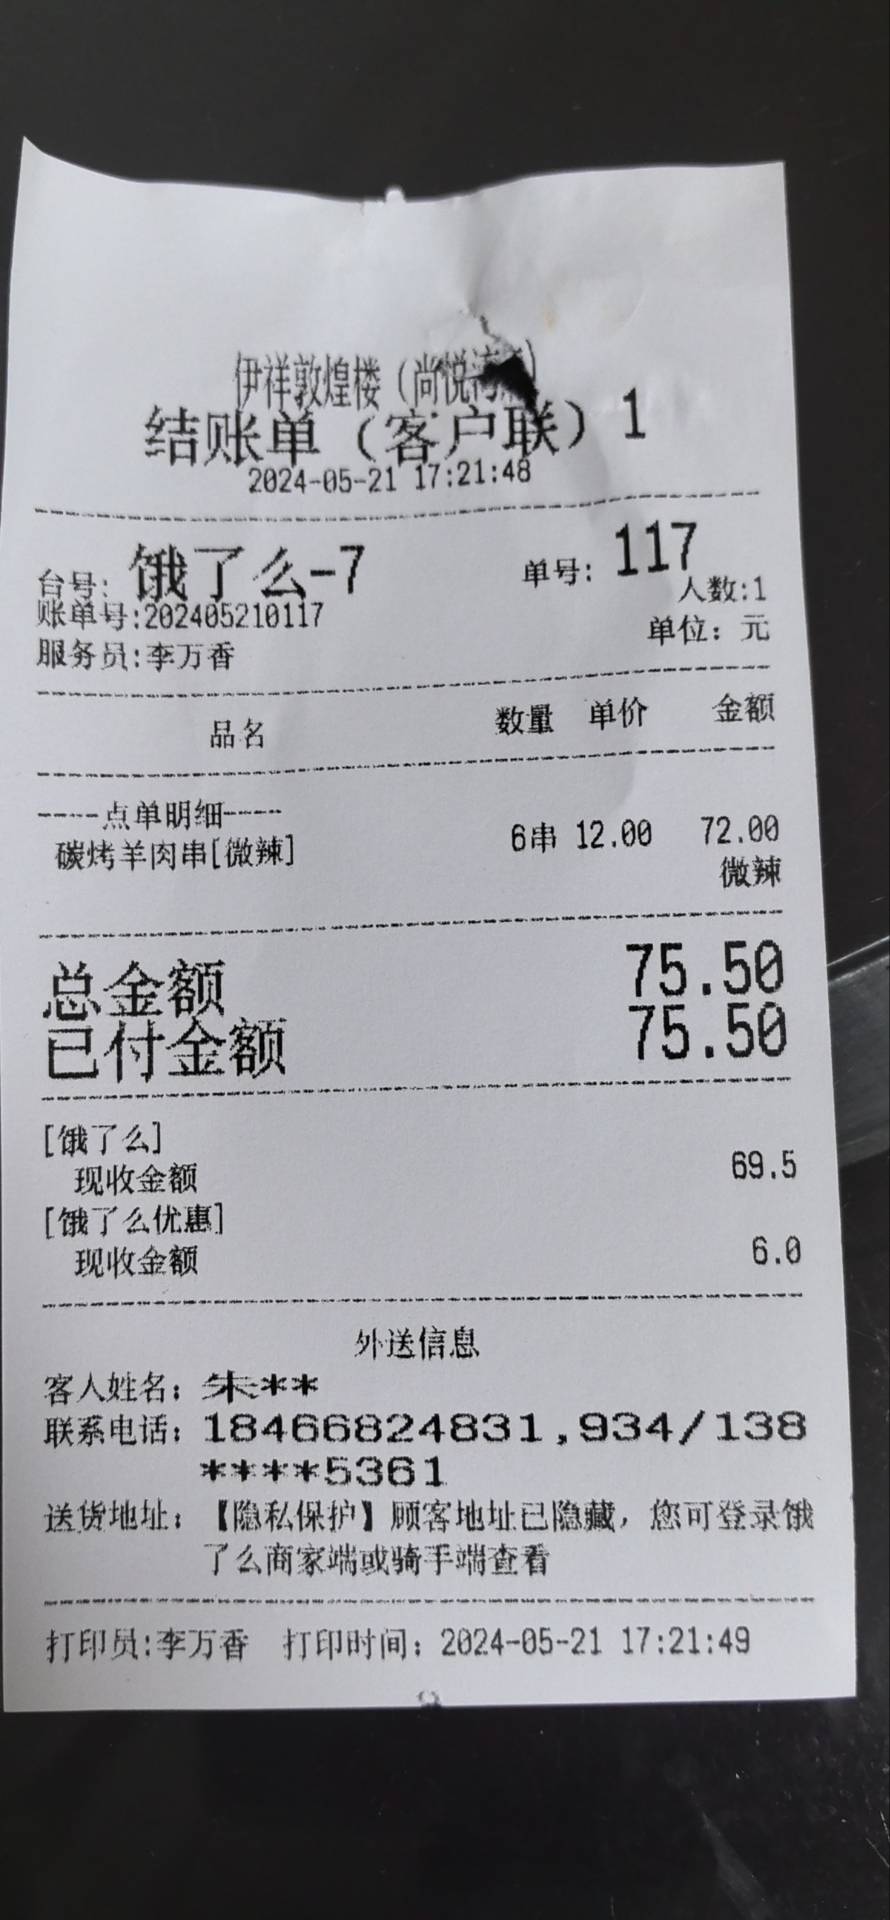 伊祥敦煌楼（尚悦湾店）
结账单（客户联）1
2024-05-21 17:21:48
台号: 饿了么-7 单号: 117
人数:1
账单号:202405210117
单位: 元
服务员:李万香
品名 数量 单价 金额
----点单明细----
碳烤羊肉串[微辣] 6串 12.00 72.00
微辣
总金额 75.50
已付金额 75.50
[饿了么]
现收金额 69.5
[饿了么优惠]
现收金额 6.0
外送信息
客人姓名: 朱**
联系电话: 18466824831,934/138
****5361
送货地址: 【隐私保护】顾客地址已隐藏，您可登录饿
了么商家端或骑手端查看
打印员:李万香 打印时间: 2024-05-21 17:21:49